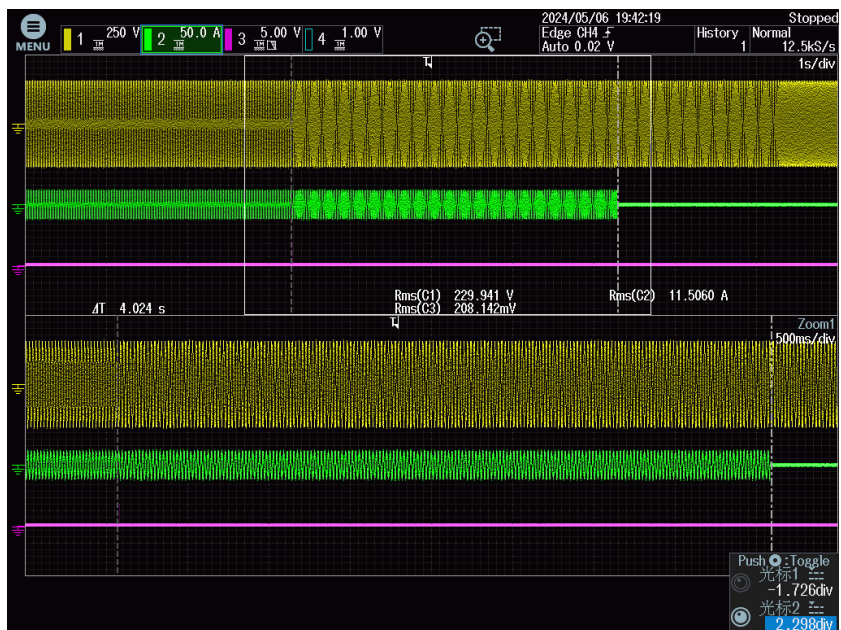 2024/05/06 19:42:19 Stopped
MENU 1 250 V 2 50.0 A 3 5.00 V 4 1.00 V Edge CH4 History Normal
Auto 0.02 V 1 12.5kS/s
T 1s/div
Rms(C1) 229.941 V Rms(C2) 11.5060 A
ΔT 4.024 s Rms(C3) 208.142mV
T Zoom1
500ms/div
Push :Toggle
光标1
-1.726div
光标2
2.298div